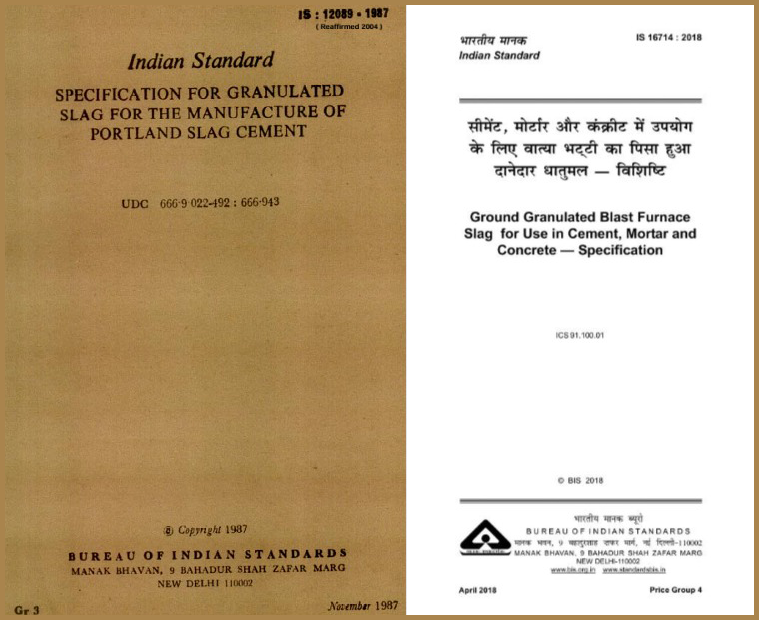 IS : 12089 - 1987
( Reaffirmed 2004 )
Indian Standard
SPECIFICATION FOR GRANULATED
SLAG FOR THE MANUFACTURE OF
PORTLAND SLAG CEMENT
UDC 666·9·022-492 : 666·943
© Copyright 1987
BUREAU OF INDIAN STANDARDS
MANAK BHAVAN, 9 BAHADUR SHAH ZAFAR MARG
NEW DELHI 110002
Gr 3
November 1987
भारतीय मानक
Indian Standard
IS 16714 : 2018
सीमेंट, मोर्टार और कंक्रीट में उपयोग
के लिए वात्या भट्टी का पिसा हुआ
दानेदार धातुमल — विशिष्टि
Ground Granulated Blast Furnace
Slag for Use in Cement, Mortar and
Concrete — Specification
ICS 91.100.01
© BIS 2018
भारतीय मानक ब्यूरो
BUREAU OF INDIAN STANDARDS
मानक भवन, 9 बहादुरशाह ज़फर मार्ग, नई दिल्ली-110002
MANAK BHAVAN, 9 BAHADUR SHAH ZAFAR MARG
NEW DELHI-110002
www.bis.org.in www.standardsbis.in
April 2018
Price Group 4